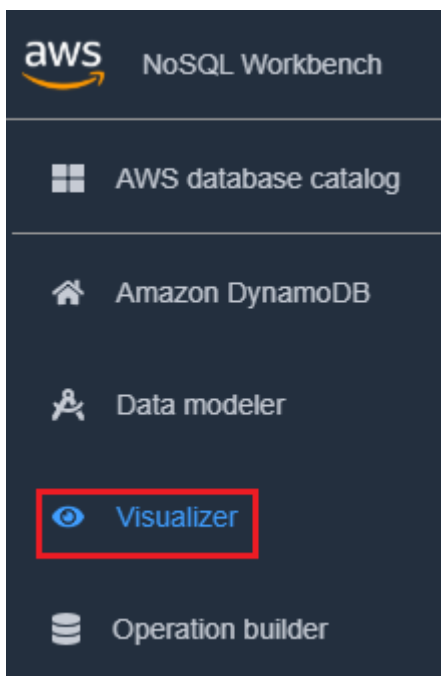 aws
NoSQL Workbench
AWS database catalog
Amazon DynamoDB
Data modeler
Visualizer
Operation builder